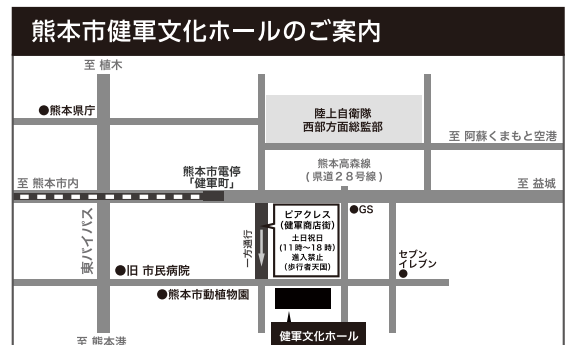 熊本市健軍文化ホールのご案内
至 植木
●熊本県庁
陸上自衛隊
西部方面総監部
至 阿蘇くまもと空港
熊本高森線
(県道28号線)
熊本市電停
「健軍町」
至 熊本市内
至 益城
東バイパス
一方通行
ピアクレス
(健軍商店街)
土日祝日
(11時〜18時)
進入禁止
(歩行者天国)
●GS
セブン
イレブン
●
●旧 市民病院
●熊本市動植物園
健軍文化ホール
至 熊本港